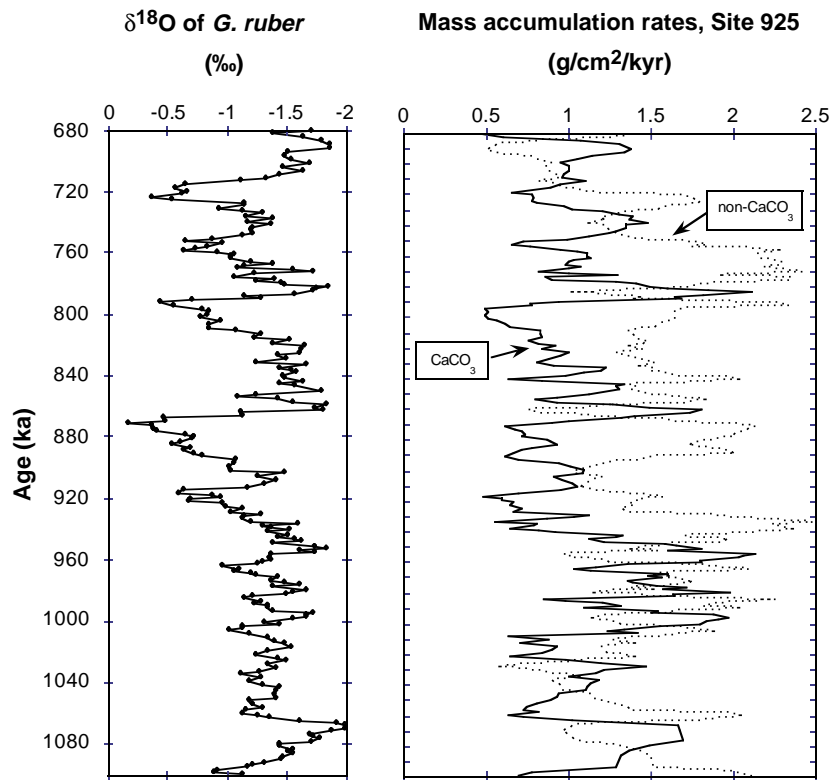 δ18O of G. ruber
(‰)
Mass accumulation rates, Site 925
(g/cm2/kyr)
0 -0.5 -1 -1.5 -2
0 0.5 1 1.5 2 2.5
680
720
760
800
840
880
920
960
1000
1040
1080
Age (ka)
non-CaCO3
CaCO3